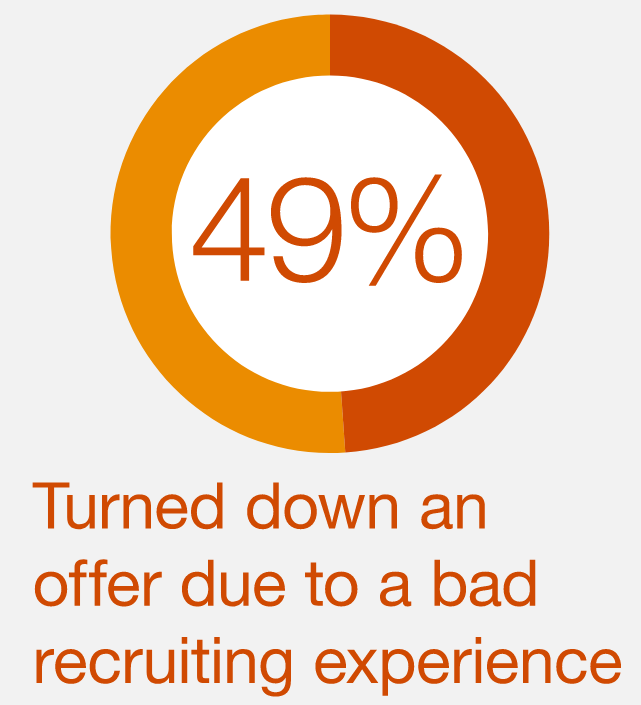 49%
Turned down an
offer due to a bad
recruiting experience